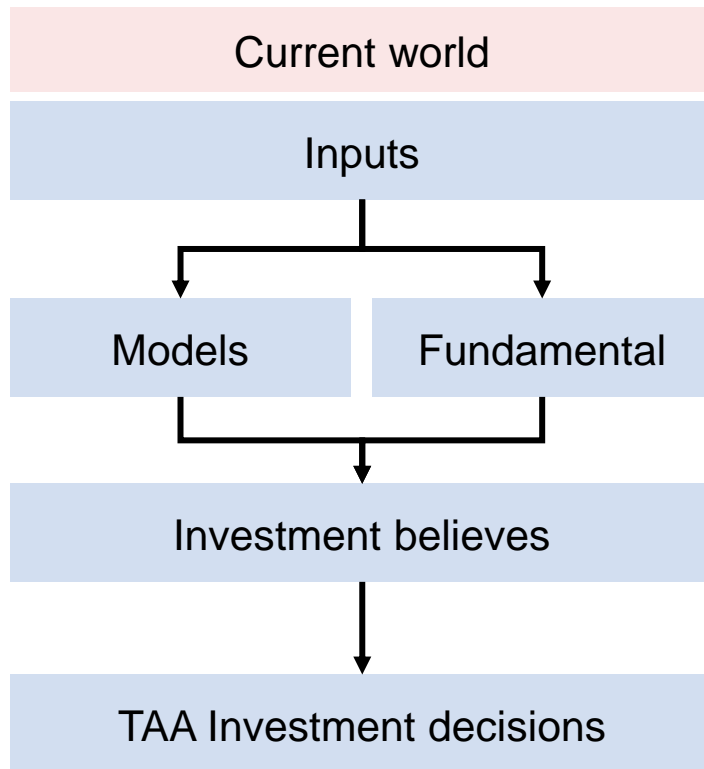 Current world
Inputs
Models
Fundamental
Investment believes
TAA Investment decisions